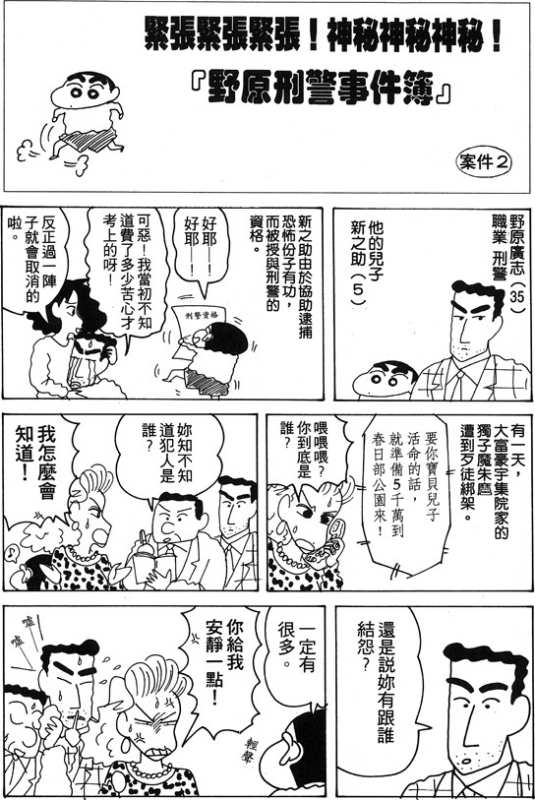 緊張緊張緊張！神秘神秘神秘！
『野原刑警事件簿』
案件2
野原廣志（35）
職業 刑警
他的兒子
新之助（5）
新之助由於協助逮捕
恐怖份子有功，
而被授與刑警的
資格。
好耶！—
好耶！—
刑警資格
可惡！我當初不知
道費了多少苦心才
考上的呀！
反正過一陣
子就會取消的
啦。
有一天，
大富豪宇集院家的
獨子魔朱麿
遭到歹徒綁架。
要你寶貝兒子
活命的話，
就準備5千萬到
春日部公園來！
喂喂喂？
你到底是
誰？
妳知不知
道犯人是
誰？
我怎麼會
知道！
還是說妳有跟誰
結怨？
一定有
很多。
輕聲
你給我
安靜一點！
噓
噓